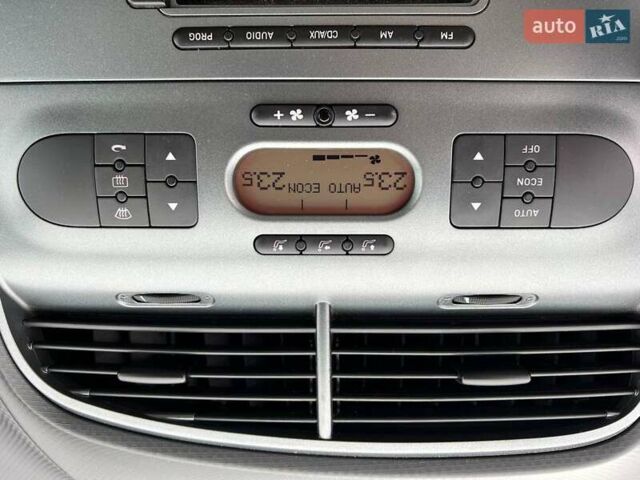 auto RIA .com
AUTO
ECON
OFF
23.5 AUTO ECON 23.5
FM AM CD/AUX AUDIO PROG